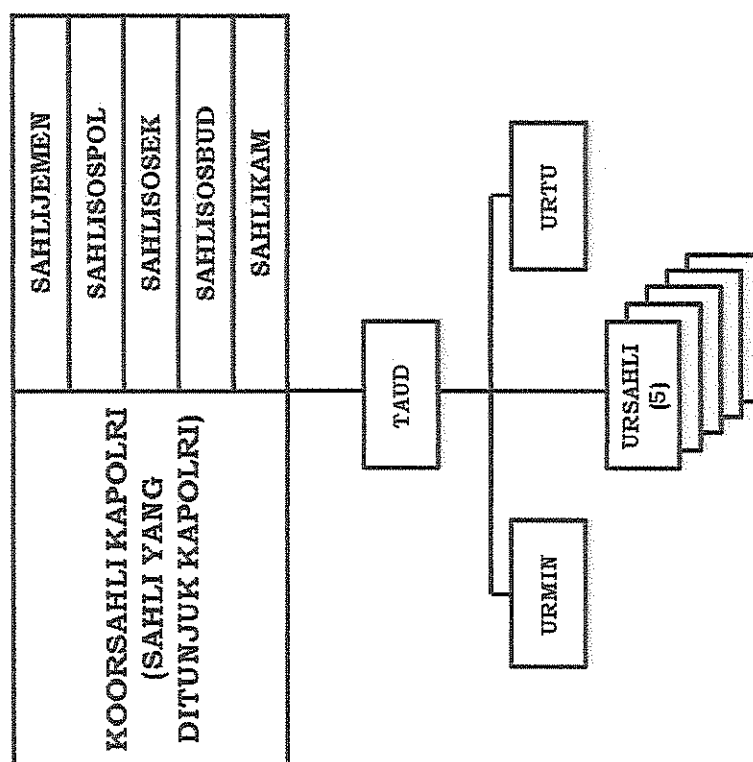 KOORSAHLI KAPOLRI
(SAHLI YANG
DITUNJUK KAPOLRI)
SAHLIJEMEN
SAHLISOSPOL
SAHLISOSEK
SAHLISOSBUD
SAHLIKAM
TAUD
URMIN
URSAHLI
(5)
URTU